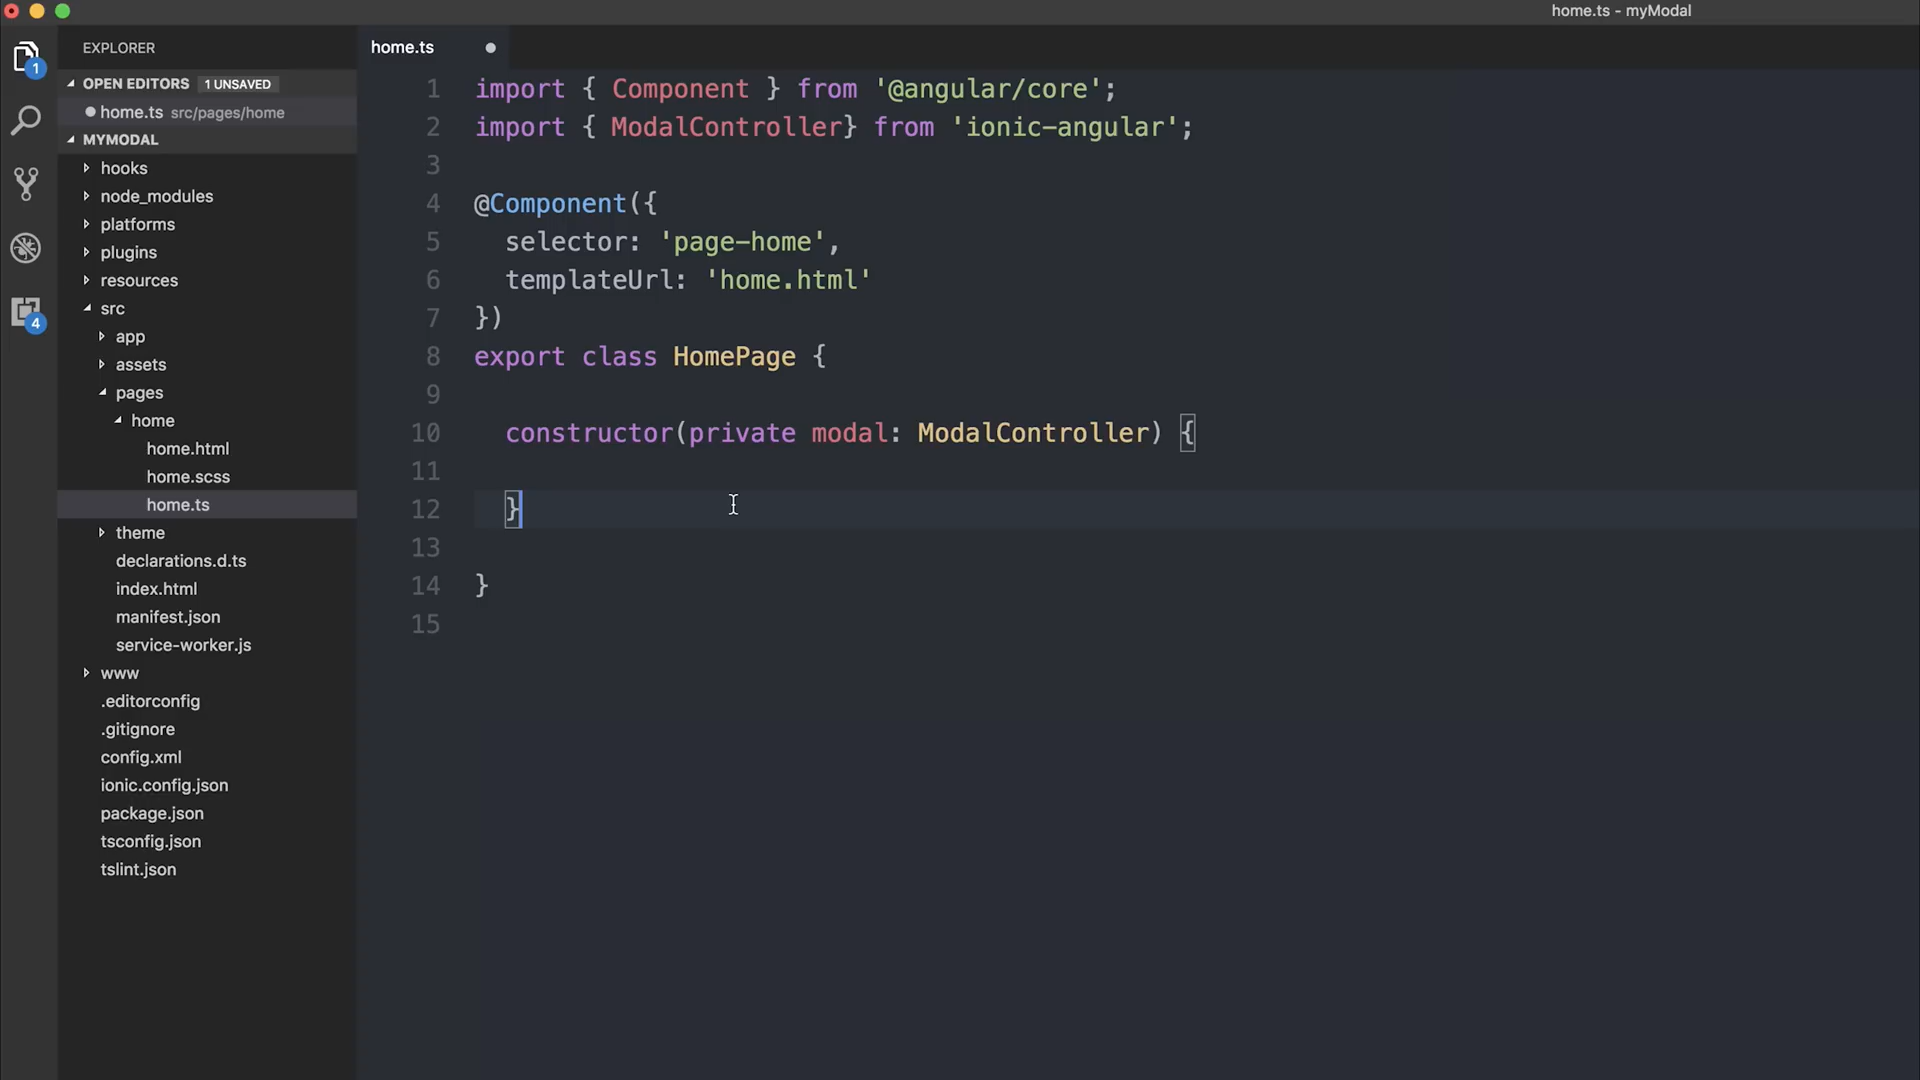 home.ts - myModal
EXPLORER
OPEN EDITORS 1 UNSAVED
home.ts src/pages/home
MYMODAL
hooks
node_modules
platforms
plugins
resources
src
app
assets
pages
home
home.html
home.scss
home.ts
theme
declarations.d.ts
index.html
manifest.json
service-worker.js
www
.editorconfig
.gitignore
config.xml
ionic.config.json
package.json
tsconfig.json
tslint.json
1
4
home.ts
1 import { Component } from '@angular/core';
2 import { ModalController} from 'ionic-angular';
3
4 @Component({
5 selector: 'page-home',
6 templateUrl: 'home.html'
7 })
8 export class HomePage {
9
10 constructor(private modal: ModalController) {
11
12 }
13
14 }
15